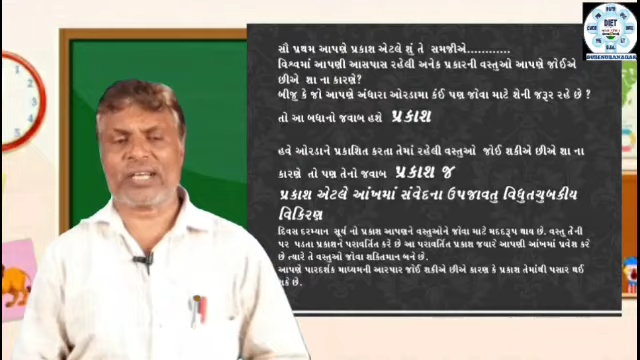 સૌ પ્રથમ આપણે પ્રકાશ એટલે શું તે સમજીએ............
વિશ્વમાં આપણી આસપાસ રહેલી અનેક પ્રકારની વસ્તુઓ આપણે જોઈએ
છીએ શા ના કારણે?
બીજુ કે જો આપણે અંધારા ઓરડામા કંઈ પણ જોવા માટે શેની જરૂર રહે છે ?
તો આ બધાનો જવાબ હશે પ્રકાશ
હવે ઓરડાને પ્રકાશિત કરતા તેમાં રહેલી વસ્તુઓ જોઈ શકીએ છીએ શા ના
કારણે તો પણ તેનો જવાબ પ્રકાશ જ
પ્રકાશ એટલે આંખમાં સંવેદના ઉપજાવતુ વિધુતચુબકીય
વિકિરણ
દિવસ દરમ્યાન સૂર્ય નો પ્રકાશ આપણને વસ્તુઓને જોવા માટે મદદરૂપ થાય છે. વસ્તુ તેની
પર પડતા પ્રકાશને પરાવર્તિત કરે છે આ પરાવર્તિત પ્રકાશ જયારે આપણી આંખમાં પ્રવેશ કરે
છે ત્યારે તે વસ્તુઓ જોવા શક્તિમાન બને છે.
આપણે પારદર્શક માધ્યમની આરપાર જોઈ શકીએ છીએ કારણ કે પ્રકાશ તેમાંથી પસાર થઈ
શકે છે.
DIET
SURENDRANAGAR